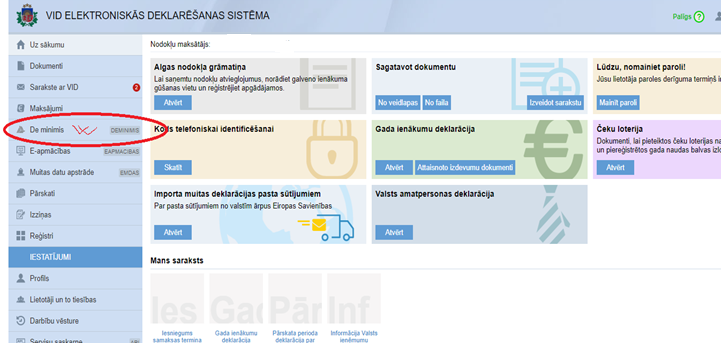 VID ELEKTRONISKĀS DEKLARĒŠANAS SISTĒMA
Palīgs ?
Uz sākumu
Dokumenti
Sarakste ar VID 2
Maksājumi
De minimis DEMINIMIS
E-apmācības EAPMACIBAS
Muitas datu apstrāde EMDAS
Pārskati
Izziņas
Reģistri
IESTATĪJUMI
Profils
Lietotāji un to tiesības
Darbību vēsture
Servisu saskarne
Nodokļu maksātājs:
Algas nodokļa grāmatiņa
Lai saņemtu nodokļu atvieglojumus, norādiet galveno ienākuma
gūšanas vietu un reģistrējiet apgādājamos.
Atvērt
Sagatavot dokumentu
No veidlapas No faila Izveidot sarakstu
Lūdzu, nomainiet paroli!
Jūsu lietotāja paroles derīguma termiņš
Mainīt paroli
Kods telefoniskai identificēšanai
Skatīt
Gada ienākumu deklarācija
Atvērt Attaisnoto izdevumu dokumenti
Čeku loterija
Dokumenti, lai pieteiktos čeku loterijas
un pierēģistrētos gada naudas balvas
Atvērt
Importa muitas deklarācijas pasta sūtījumiem
Par pasta sūtījumiem no valstīm ārpus Eiropas Savienības
Atvērt
Valsts amatpersonas deklarācija
Atvērt
Mans saraksts
Ies
Gad
Pār
Inf
Iesniegums
samaksas termiņa
Gada ienākumu
deklarācija
Pārskata perioda
deklarācija par
Informācija Valsts
ieņēmumu